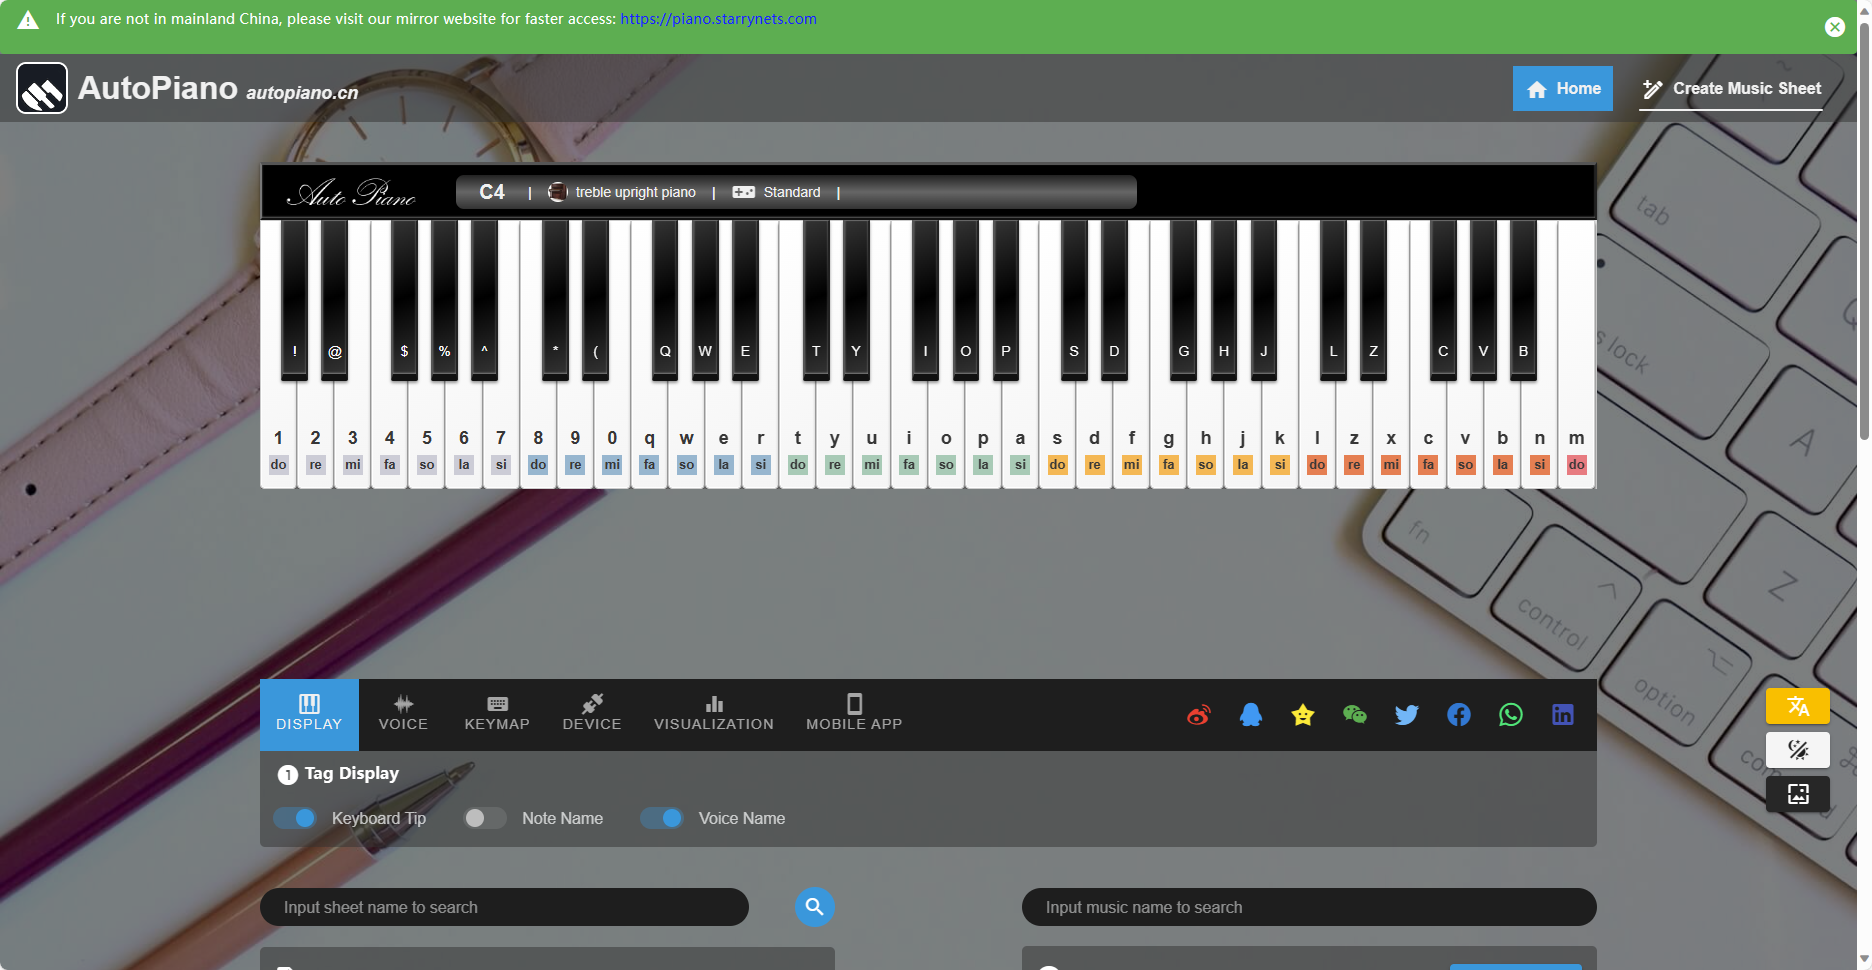 If you are not in mainland China, please visit our mirror website for faster access: https://piano.starrynets.com
AutoPiano autopiano.cn
Home
Create Music Sheet
Auto Piano
C4 | treble upright piano | Standard |
! @ $ % ^ * ( Q W E T Y I O P S D G H J L Z C V B
1 2 3 4 5 6 7 8 9 0 q w e r t y u i o p a s d f g h j k l z x c v b n m
do re mi fa so la si do re mi fa so la si do re mi fa so la si do re mi fa so la si do re mi fa so la si do
tab
A
Q
s lock
fn
Z
control
option
DISPLAY
VOICE
KEYMAP
DEVICE
VISUALIZATION
MOBILE APP
1 Tag Display
Keyboard Tip
Note Name
Voice Name
Input sheet name to search
Input music name to search